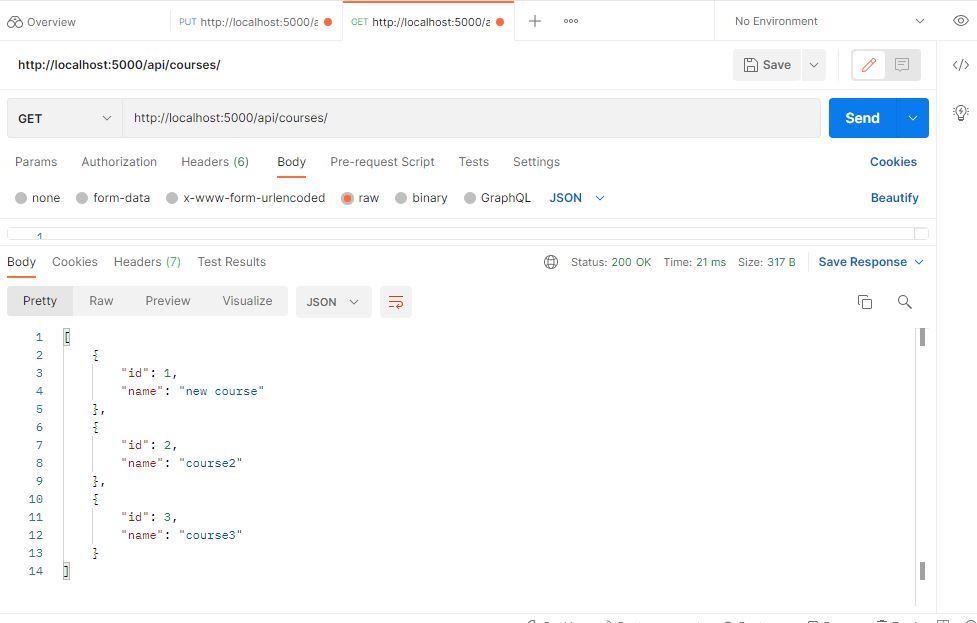 Overview PUT http://localhost:5000/a GET http://localhost:5000/a No Environment
http://localhost:5000/api/courses/ Save
GET http://localhost:5000/api/courses/ Send
Params Authorization Headers (6) Body Pre-request Script Tests Settings Cookies
none form-data x-www-form-urlencoded raw binary GraphQL JSON Beautify
1
Body Cookies Headers (7) Test Results Status: 200 OK Time: 21 ms Size: 317 B Save Response
Pretty Raw Preview Visualize JSON
1 [
2 {
3 "id": 1,
4 "name": "new course"
5 },
6 {
7 "id": 2,
8 "name": "course2"
9 },
10 {
11 "id": 3,
12 "name": "course3"
13 }
14 ]